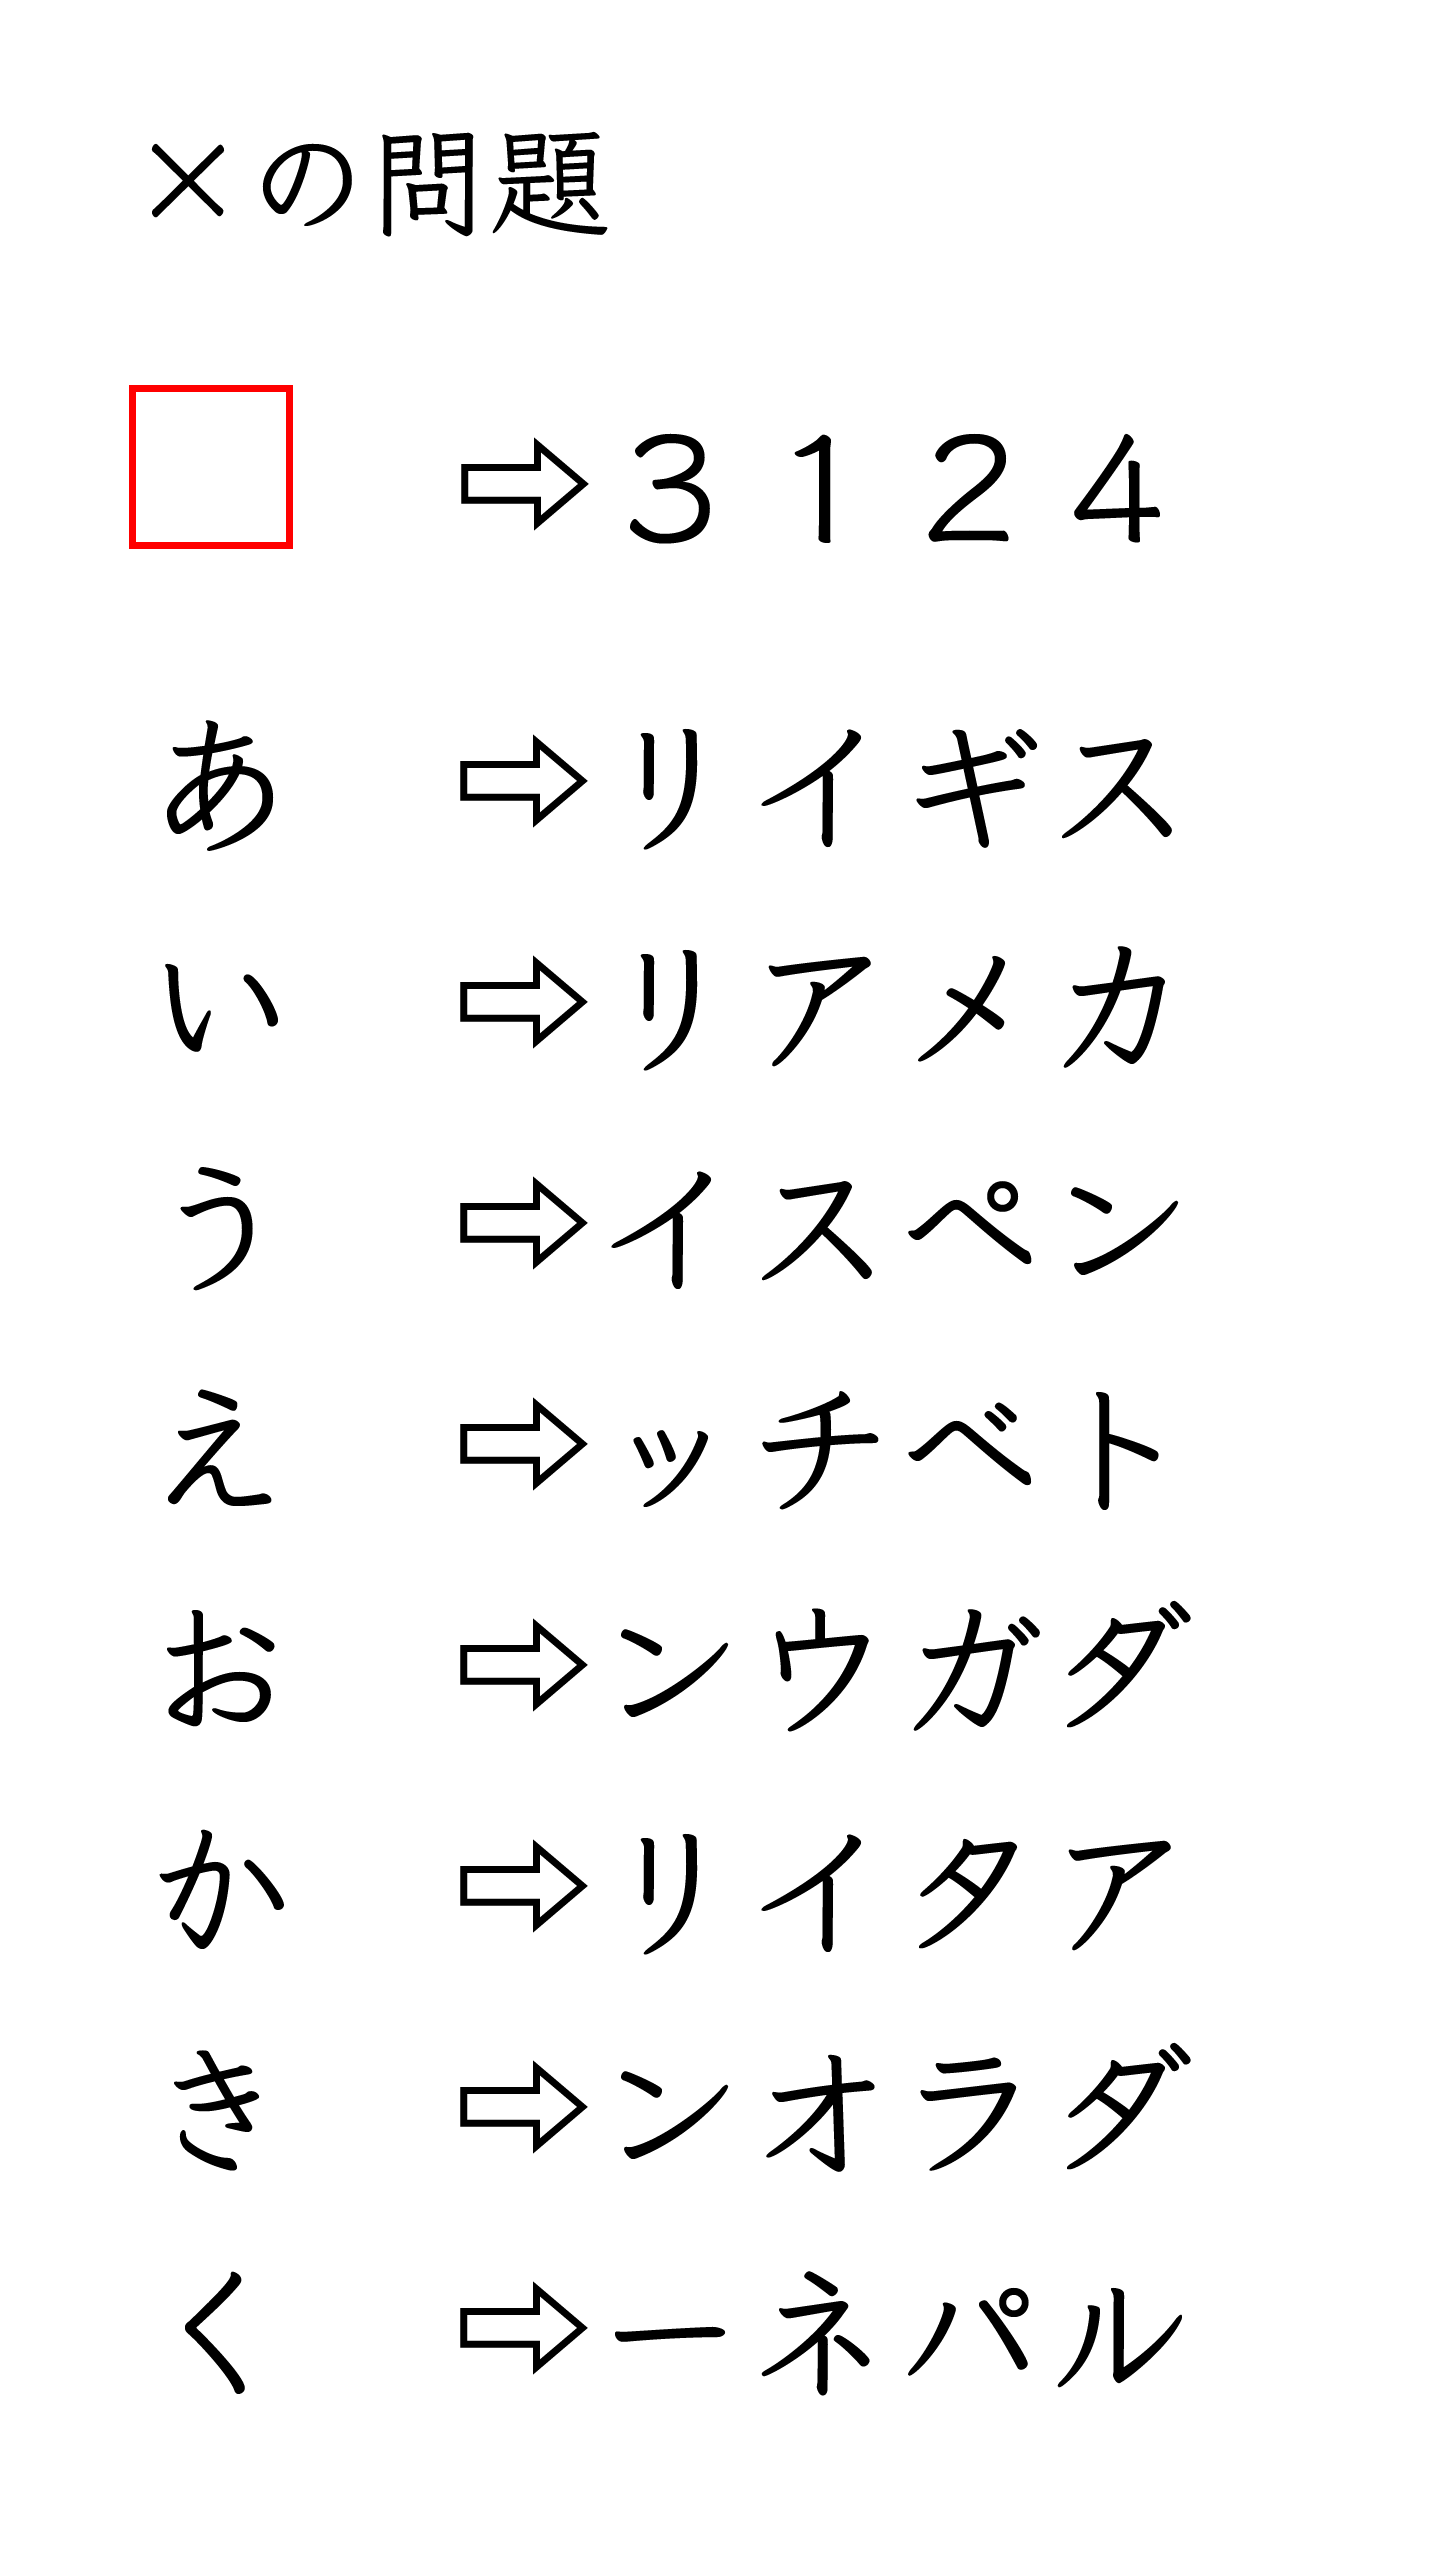 ×の問題
⇨３１２４
あ ⇨リイギス
い ⇨リアメカ
う ⇨イスペン
え ⇨ッチベト
お ⇨ンウガダ
か ⇨リイタア
き ⇨ンオラダ
く ⇨ーネパル